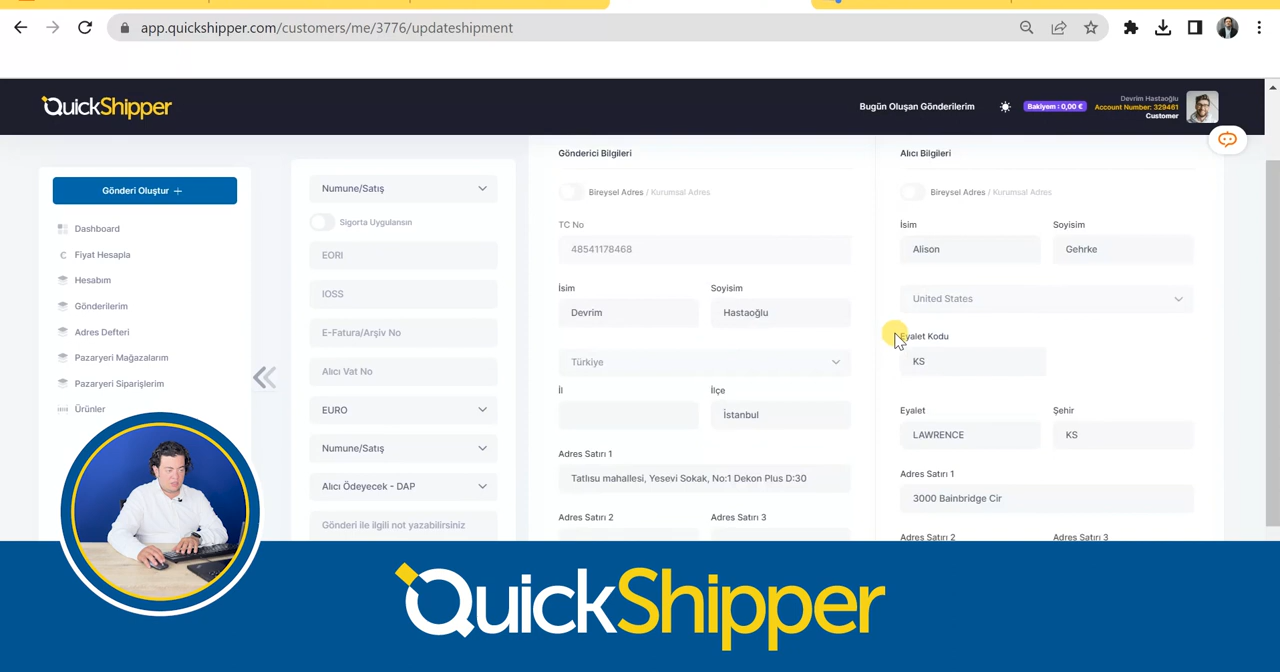 app.quickshipper.com/customers/me/3776/updateshipment
QuickShipper
Bugün Oluşan Gönderilerim
Bakiyem : 0,00 €
Devrim Hastaoğlu
Account Number: 329461
Customer
Gönderi Oluştur +
Dashboard
Fiyat Hesapla
Hesabım
Gönderilerim
Adres Defteri
Pazaryeri Mağazalarım
Pazaryeri Siparişlerim
Ürünler
Numune/Satış
Sigorta Uygulansın
EORI
IOSS
E-Fatura/Arşiv No
Alıcı Vat No
EURO
Numune/Satış
Alıcı Ödeyecek - DAP
Gönderi ile ilgili not yazabilirsiniz
Gönderici Bilgileri
Bireysel Adres / Kurumsal Adres
TC No
48541178468
İsim Soyisim
Devrim Hastaoğlu
Türkiye
İl İlçe
İstanbul
Adres Satırı 1
Tatlısu mahallesi, Yesevi Sokak, No:1 Dekon Plus D:30
Adres Satırı 2 Adres Satırı 3
Alıcı Bilgileri
Bireysel Adres / Kurumsal Adres
İsim Soyisim
Alison Gehrke
United States
Eyalet Kodu
KS
Eyalet Şehir
LAWRENCE KS
Adres Satırı 1
3000 Bainbridge Cir
Adres Satırı 2 Adres Satırı 3
QuickShipper